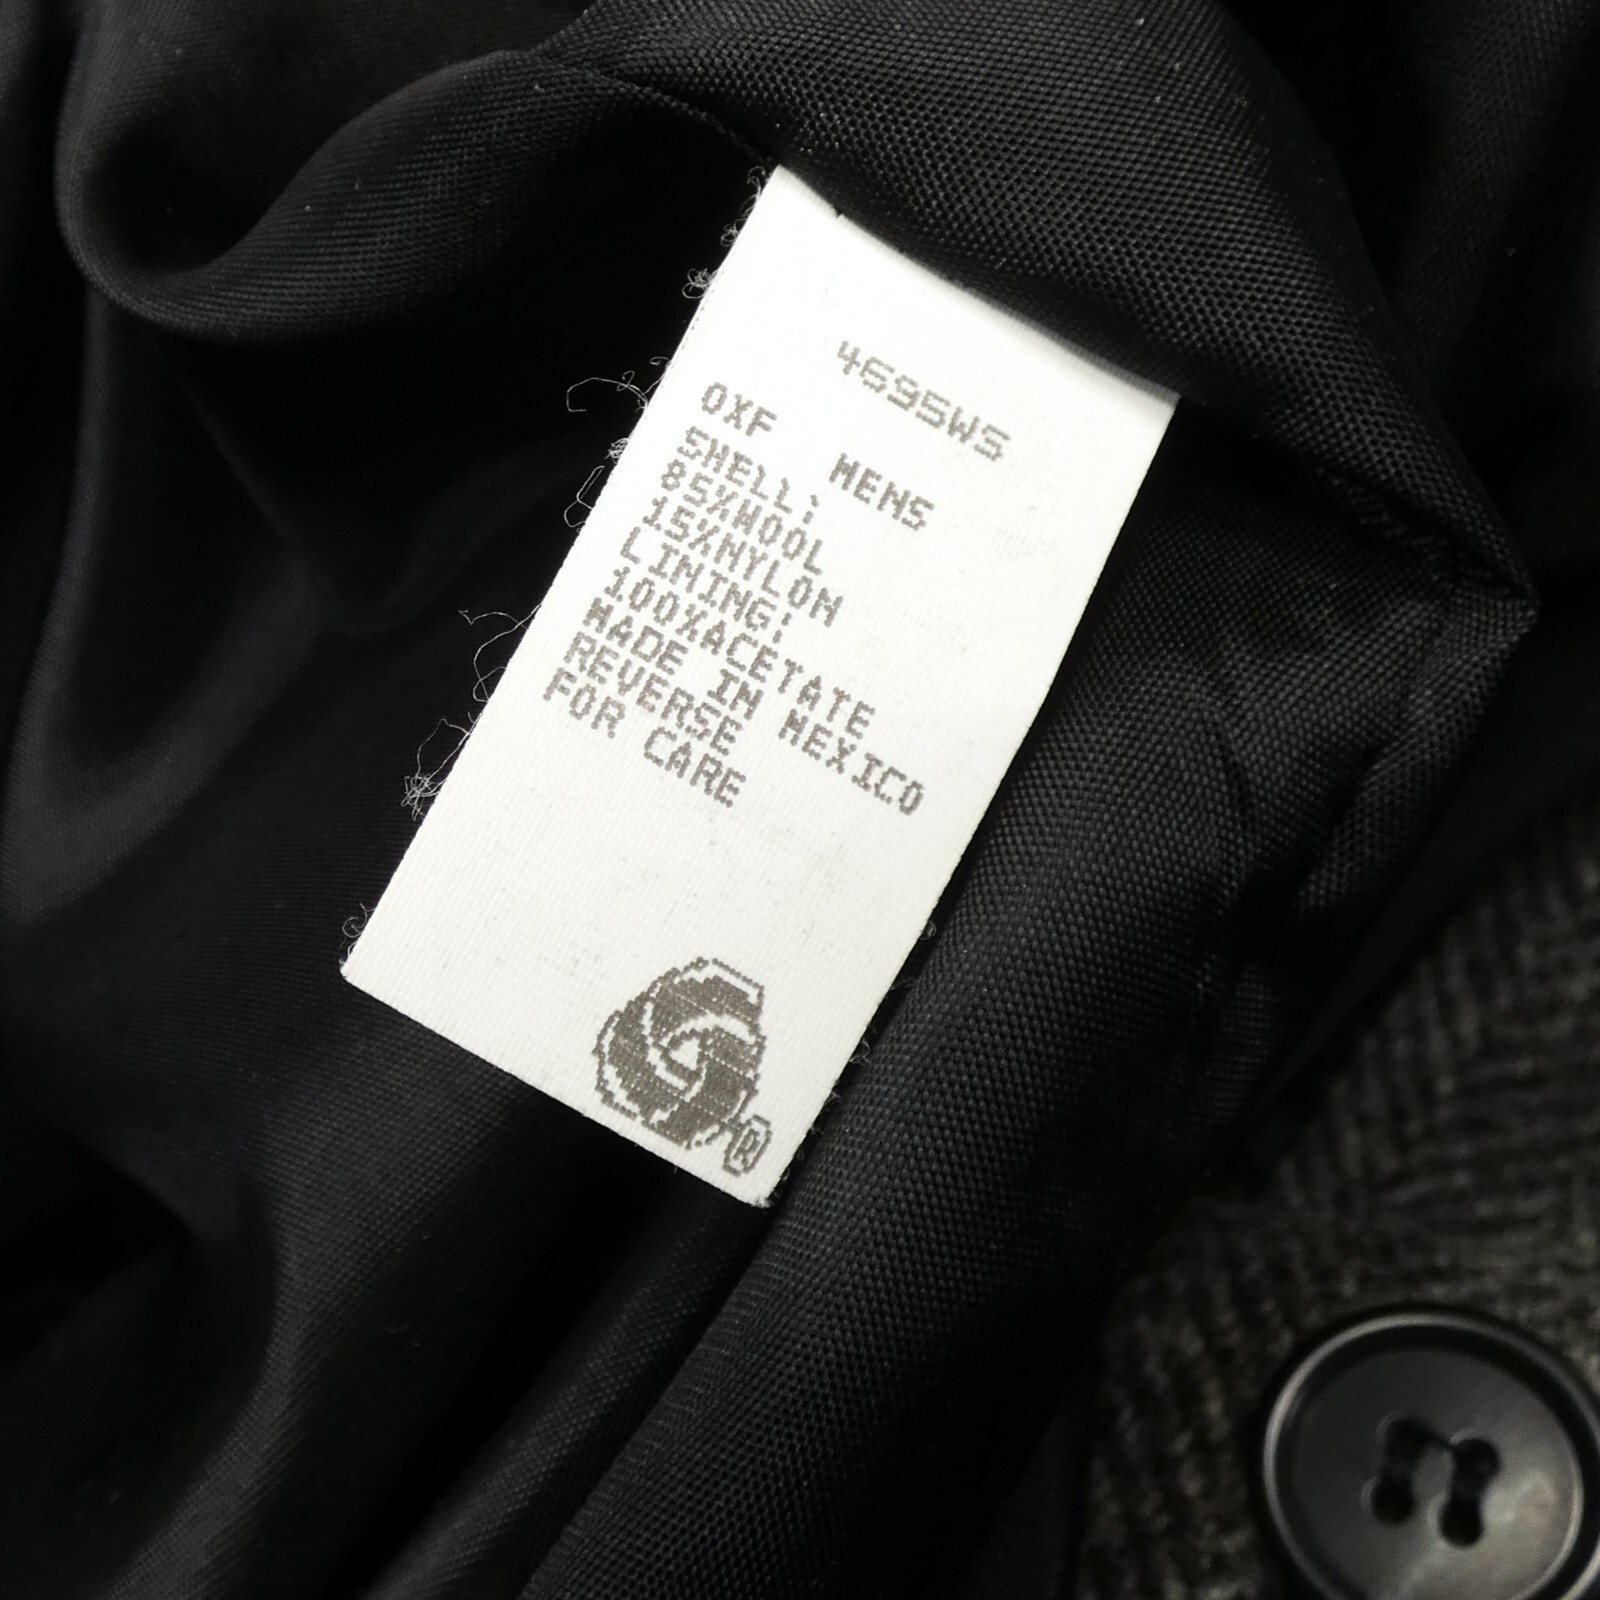 4695WS
OXF MENS
SHELL:
85%WOOL
15%NYLON
LINING:
100%ACETATE
MADE IN MEXICO
REVERSE
FOR CARE
®